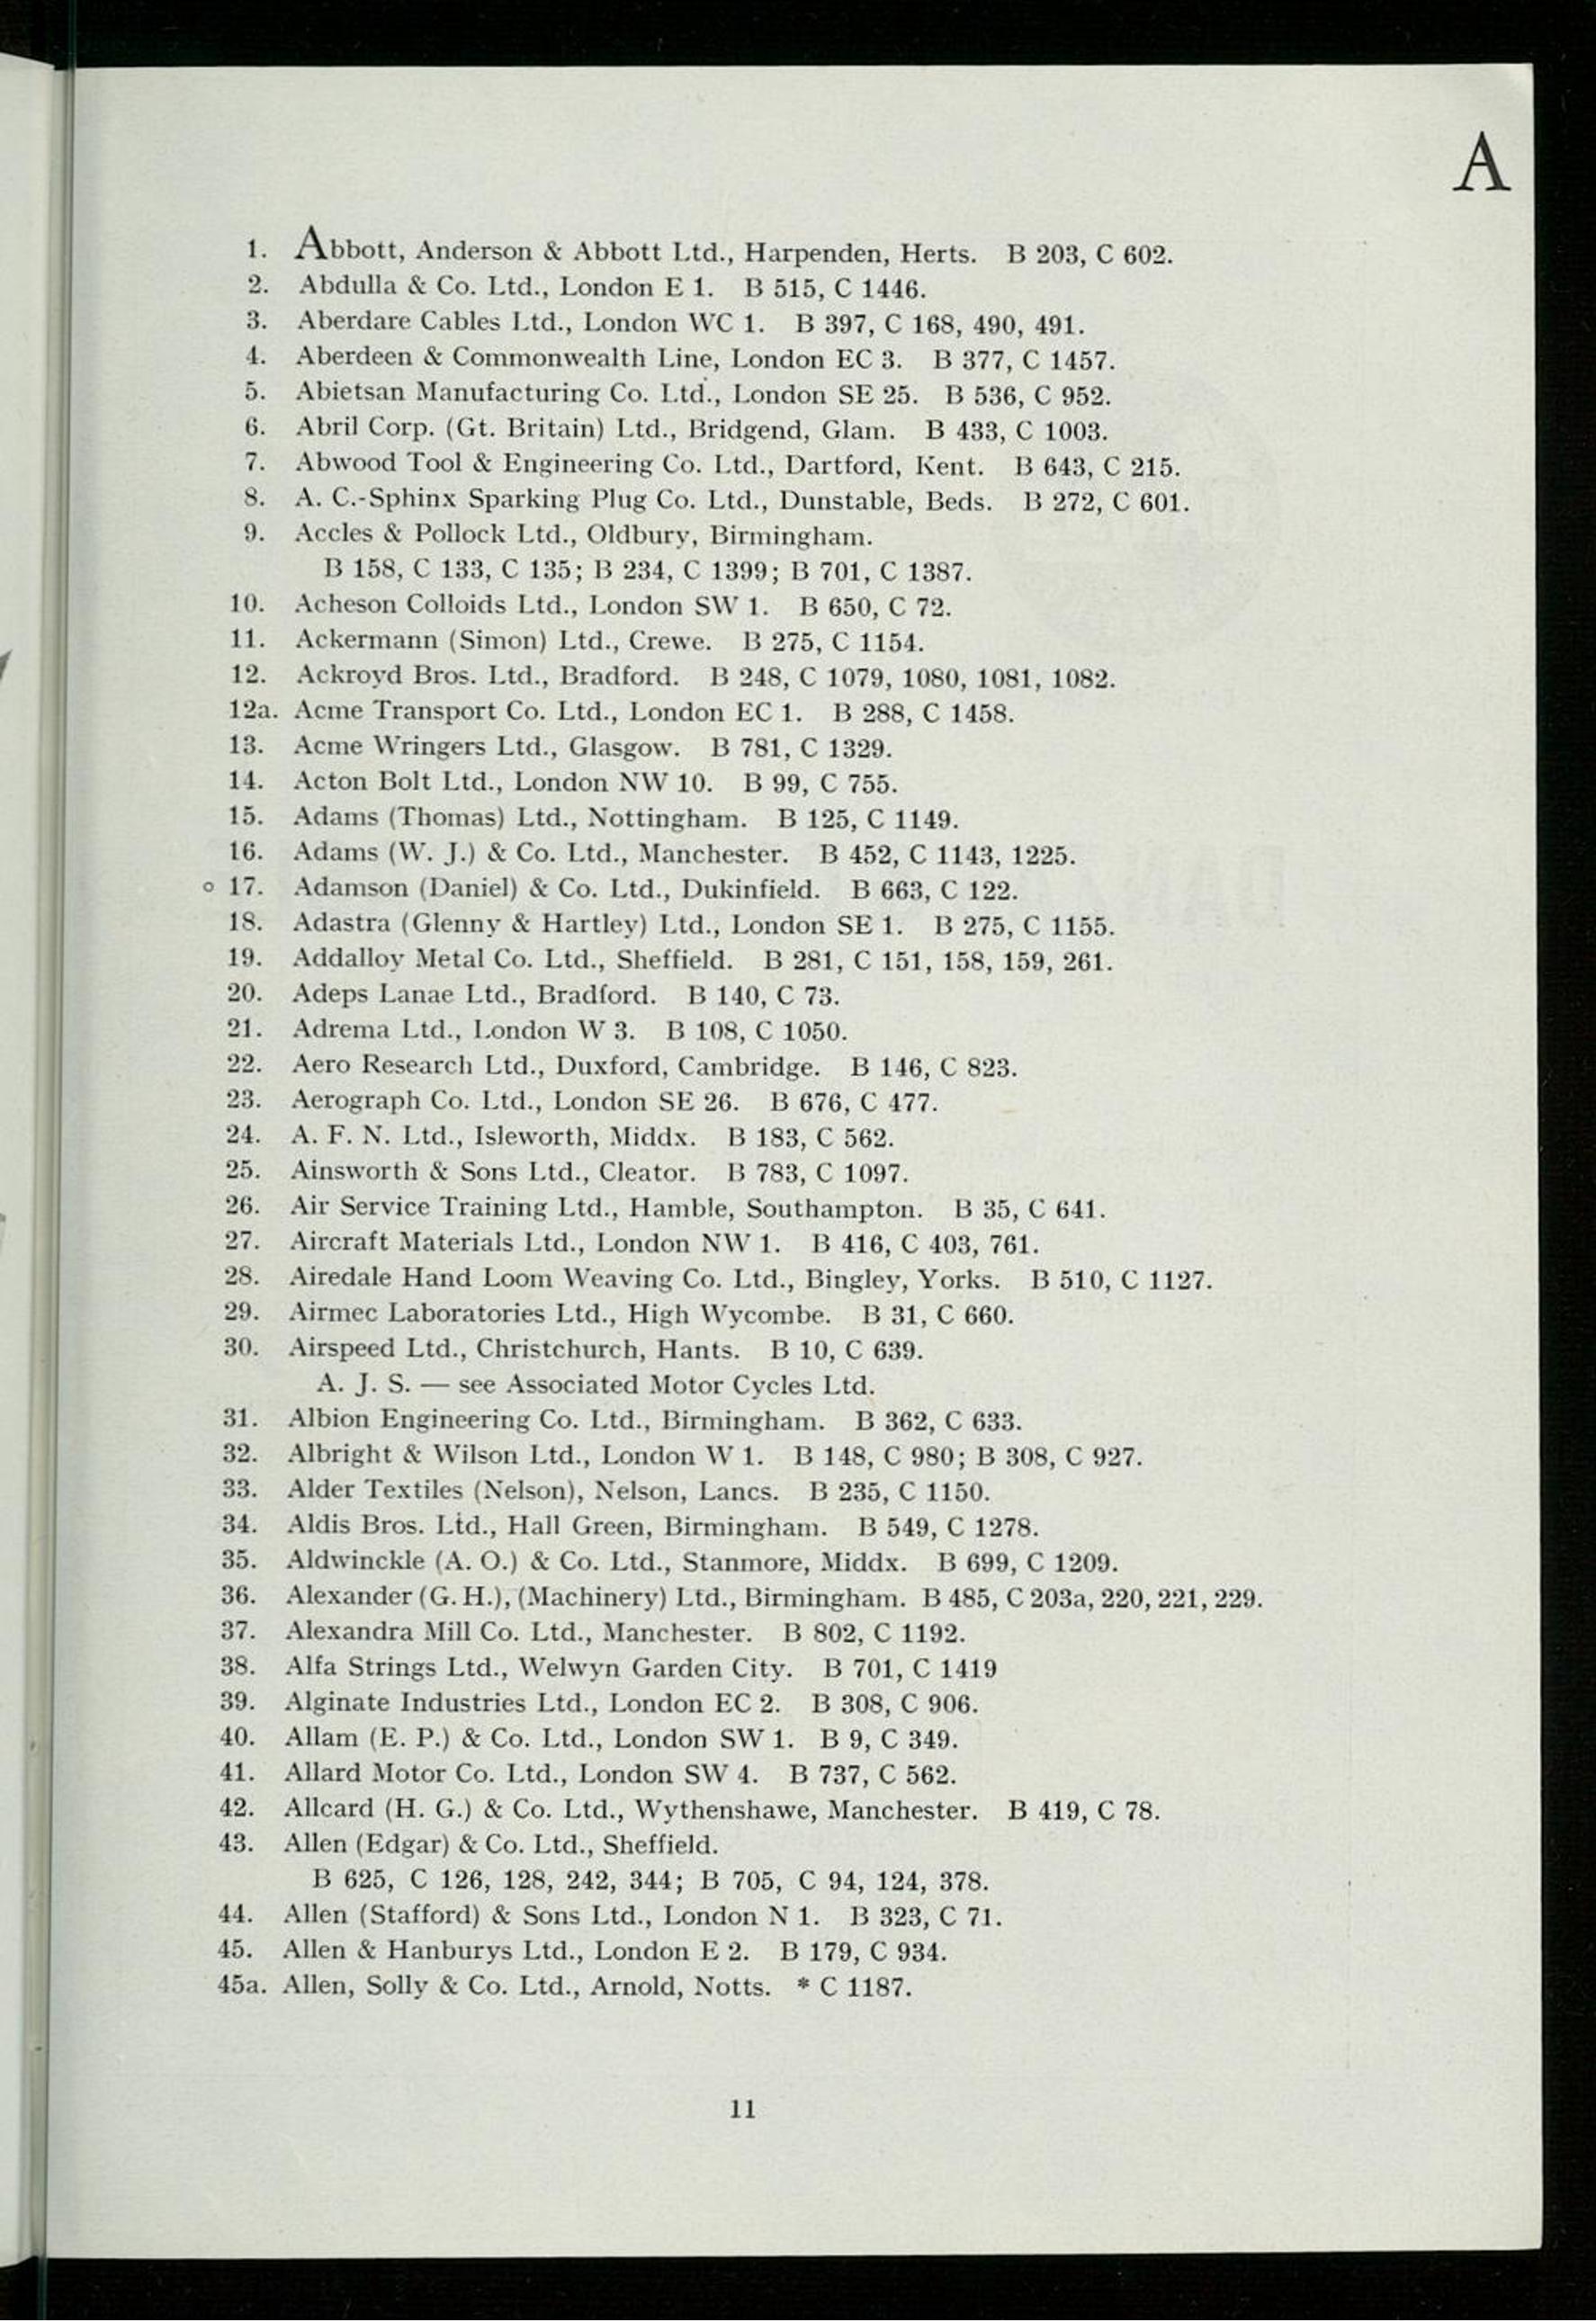 A
1. Abbott, Anderson & Abbott Ltd., Harpenden, Herts. B 203, C 602.
2. Abdulla & Co. Ltd., London E 1. B 515, C 1446.
3. Aberdare Cables Ltd., London WC 1. B 397, C 168, 490, 491.
4. Aberdeen & Commonwealth Line, London EC 3. B 377, C 1457.
5. Abietsan Manufacturing Co. Ltd., London SE 25. B 536, C 952.
6. Abril Corp. (Gt. Britain) Ltd., Bridgend, Glam. B 433, C 1003.
7. Abwood Tool & Engineering Co. Ltd., Dartford, Kent. B 643, C 215.
8. A. C.-Sphinx Sparking Plug Co. Ltd., Dunstable, Beds. B 272, C 601.
9. Accles & Pollock Ltd., Oldbury, Birmingham.
B 158, C 133, C 135; B 234, C 1399; B 701, C 1387.
10. Acheson Colloids Ltd., London SW 1. B 650, C 72.
11. Ackermann (Simon) Ltd., Crewe. B 275, C 1154.
12. Ackroyd Bros. Ltd., Bradford. B 248, C 1079, 1080, 1081, 1082.
12a. Acme Transport Co. Ltd., London EC 1. B 288, C 1458.
13. Acme Wringers Ltd., Glasgow. B 781, C 1329.
14. Acton Bolt Ltd., London NW 10. B 99, C 755.
15. Adams (Thomas) Ltd., Nottingham. B 125, C 1149.
16. Adams (W. J.) & Co. Ltd., Manchester. B 452, C 1143, 1225.
o 17. Adamson (Daniel) & Co. Ltd., Dukinfield. B 663, C 122.
18. Adastra (Glenny & Hartley) Ltd., London SE 1. B 275, C 1155.
19. Addalloy Metal Co. Ltd., Sheffield. B 281, C 151, 158, 159, 261.
20. Adeps Lanae Ltd., Bradford. B 140, C 73.
21. Adrema Ltd., London W 3. B 108, C 1050.
22. Aero Research Ltd., Duxford, Cambridge. B 146, C 823.
23. Aerograph Co. Ltd., London SE 26. B 676, C 477.
24. A. F. N. Ltd., Isleworth, Middx. B 183, C 562.
25. Ainsworth & Sons Ltd., Cleator. B 783, C 1097.
26. Air Service Training Ltd., Hamble, Southampton. B 35, C 641.
27. Aircraft Materials Ltd., London NW 1. B 416, C 403, 761.
28. Airedale Hand Loom Weaving Co. Ltd., Bingley, Yorks. B 510, C 1127.
29. Airmec Laboratories Ltd., High Wycombe. B 31, C 660.
30. Airspeed Ltd., Christchurch, Hants. B 10, C 639.
A. J. S. — see Associated Motor Cycles Ltd.
31. Albion Engineering Co. Ltd., Birmingham. B 362, C 633.
32. Albright & Wilson Ltd., London W 1. B 148, C 980; B 308, C 927.
33. Alder Textiles (Nelson), Nelson, Lancs. B 235, C 1150.
34. Aldis Bros. Ltd., Hall Green, Birmingham. B 549, C 1278.
35. Aldwinckle (A. O.) & Co. Ltd., Stanmore, Middx. B 699, C 1209.
36. Alexander (G. H.), (Machinery) Ltd., Birmingham. B 485, C 203a, 220, 221, 229.
37. Alexandra Mill Co. Ltd., Manchester. B 802, C 1192.
38. Alfa Strings Ltd., Welwyn Garden City. B 701, C 1419
39. Alginate Industries Ltd., London EC 2. B 308, C 906.
40. Allam (E. P.) & Co. Ltd., London SW 1. B 9, C 349.
41. Allard Motor Co. Ltd., London SW 4. B 737, C 562.
42. Allcard (H. G.) & Co. Ltd., Wythenshawe, Manchester. B 419, C 78.
43. Allen (Edgar) & Co. Ltd., Sheffield.
B 625, C 126, 128, 242, 344; B 705, C 94, 124, 378.
44. Allen (Stafford) & Sons Ltd., London N 1. B 323, C 71.
45. Allen & Hanburys Ltd., London E 2. B 179, C 934.
45a. Allen, Solly & Co. Ltd., Arnold, Notts. * C 1187.
11